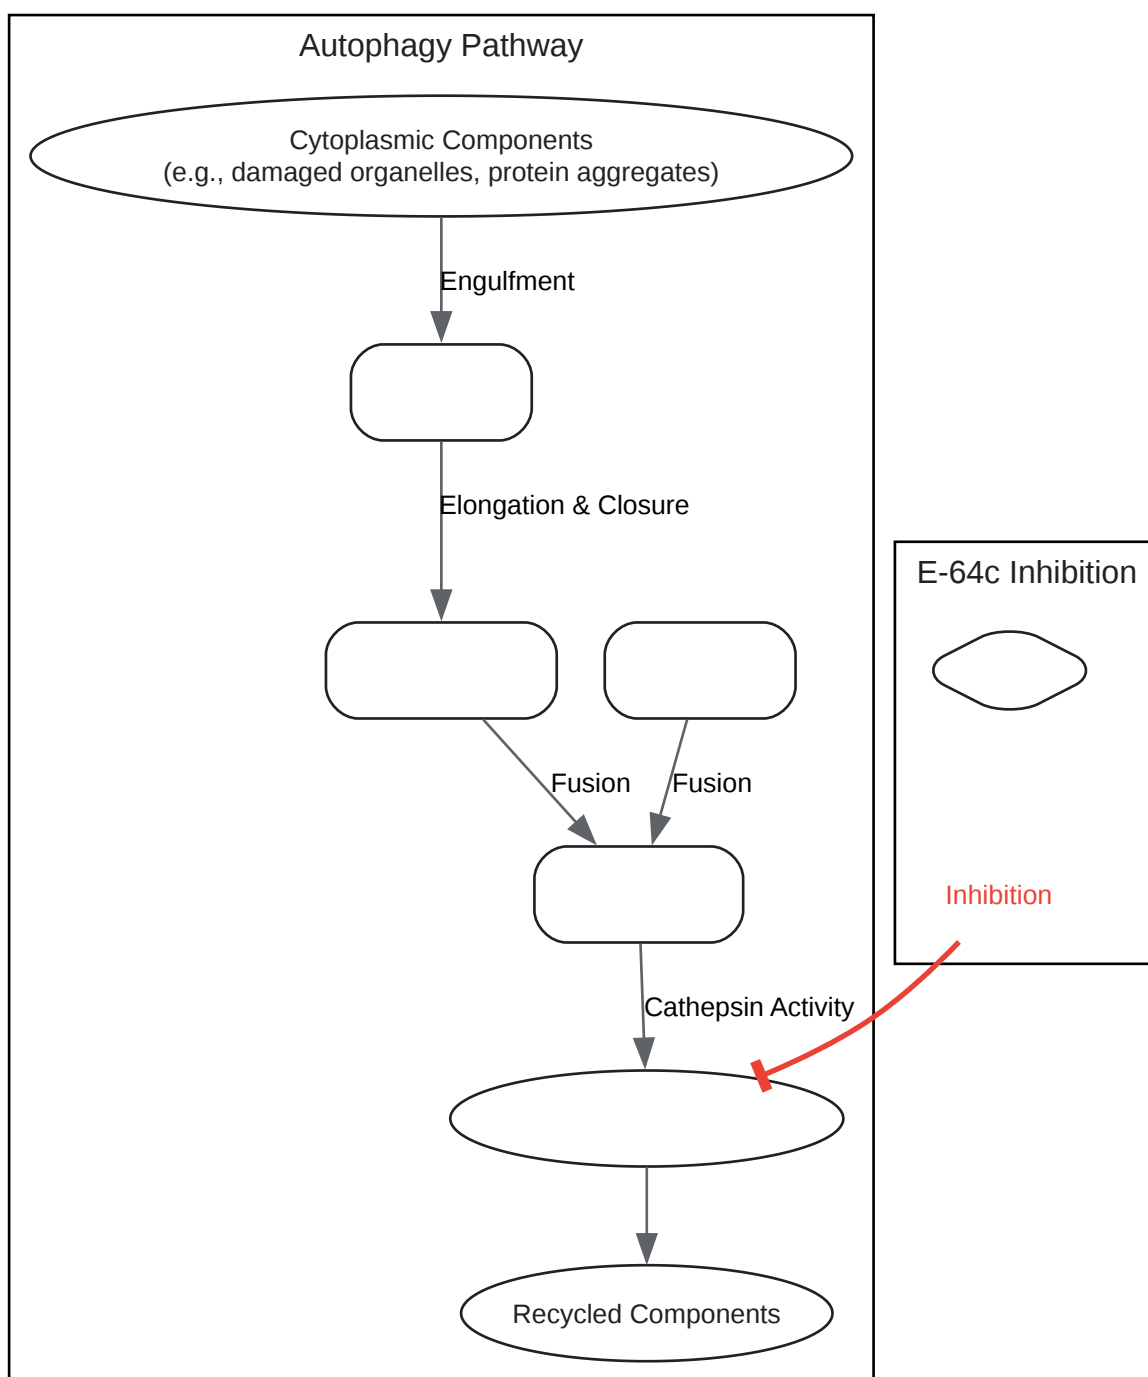 Autophagy Pathway
Cytoplasmic Components
(e.g., damaged organelles, protein aggregates)
Engulfment
Elongation & Closure
E-64c Inhibition
Fusion
Fusion
Inhibition
Cathepsin Activity
Recycled Components